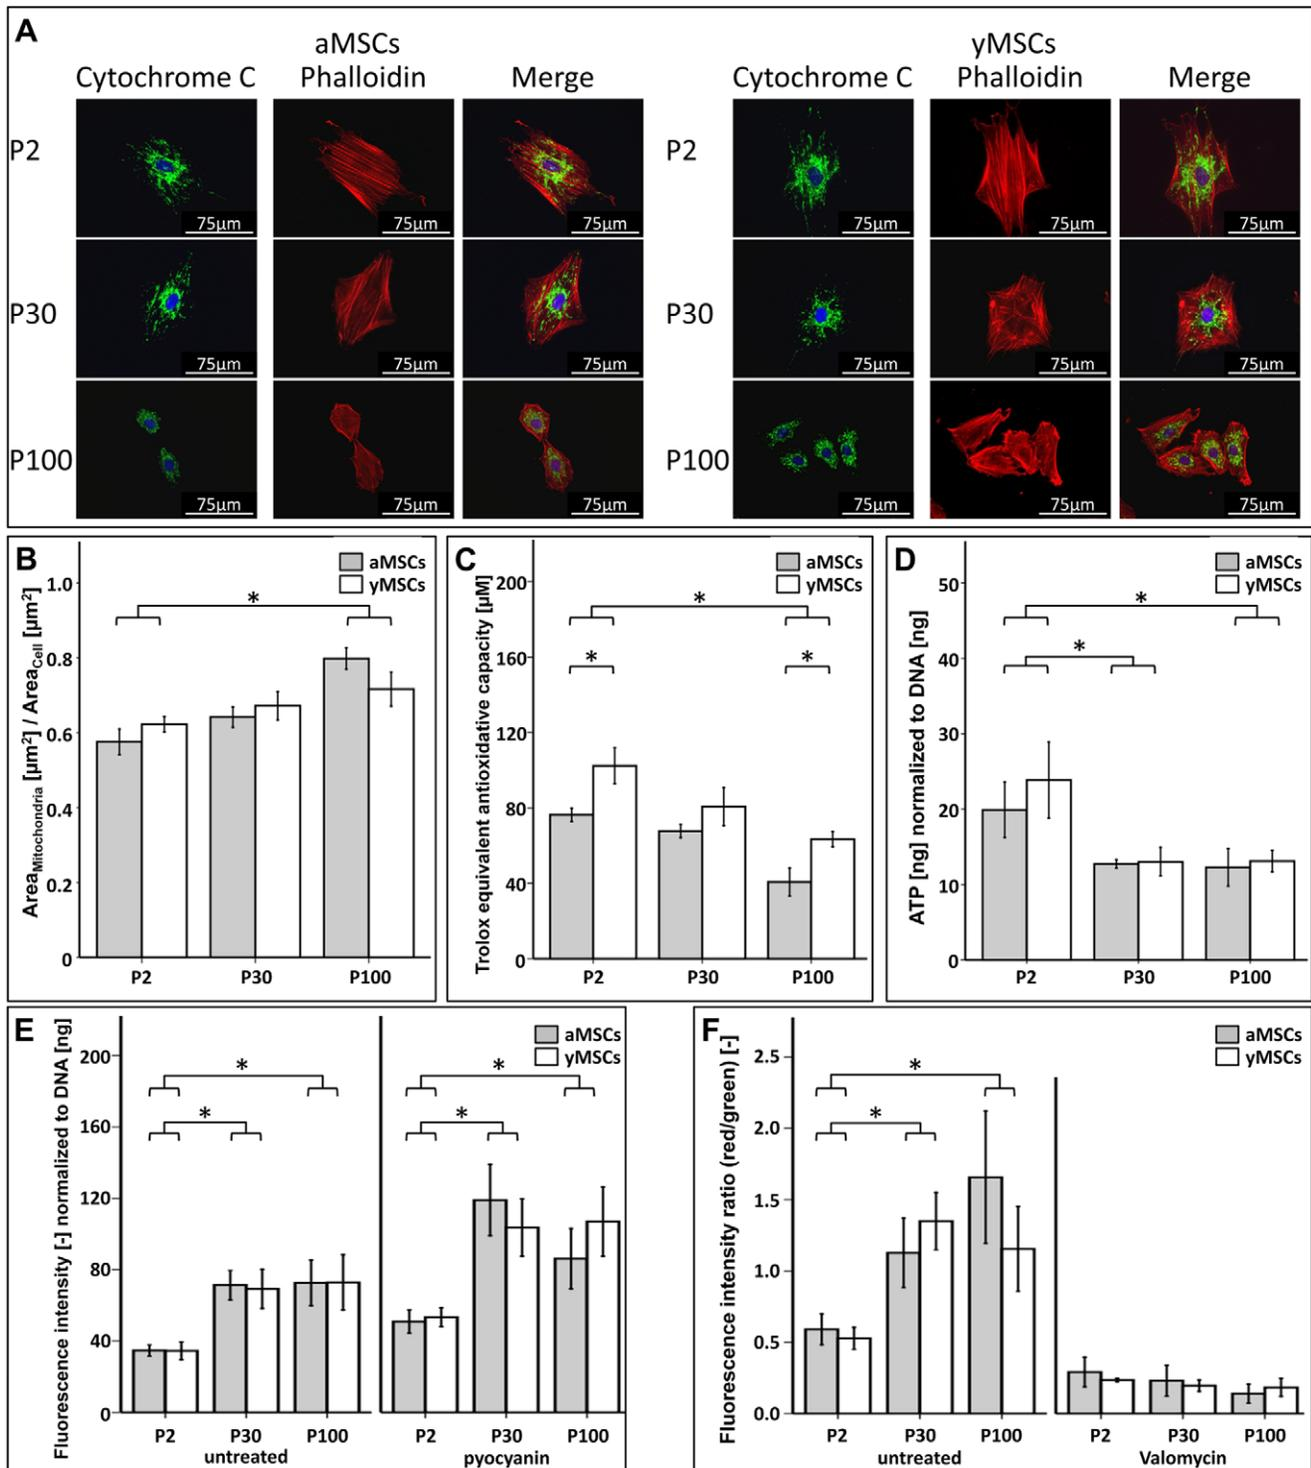 A
aMSCs
yMSCs
Cytochrome C Phalloidin Merge
Cytochrome C Phalloidin Merge
P2
75µm 75µm 75µm
P2
75µm 75µm 75µm
P30
75µm 75µm 75µm
P30
75µm 75µm 75µm
P100
75µm 75µm 75µm
P100
75µm 75µm 75µm
B
aMSCs
yMSCs
Area_Mitochondria [µm²] / Area_Cell [µm²]
1.0
0.8
0.6
0.4
0.2
0
*
P2 P30 P100
C
aMSCs
yMSCs
Trolox equivalent antioxidative capacity [µM]
200
160
120
80
40
0
*
* *
P2 P30 P100
D
aMSCs
yMSCs
ATP [ng] normalized to DNA [ng]
50
40
30
20
10
0
*
*
P2 P30 P100
E
aMSCs
yMSCs
Fluorescence intensity [-] normalized to DNA [ng]
200
160
120
80
40
0
* *
* *
P2 P30 P100 P2 P30 P100
untreated pyocyanin
F
aMSCs
yMSCs
Fluorescence intensity ratio (red/green) [-]
2.5
2.0
1.5
1.0
0.5
0.0
*
*
P2 P30 P100 P2 P30 P100
untreated Valomycin